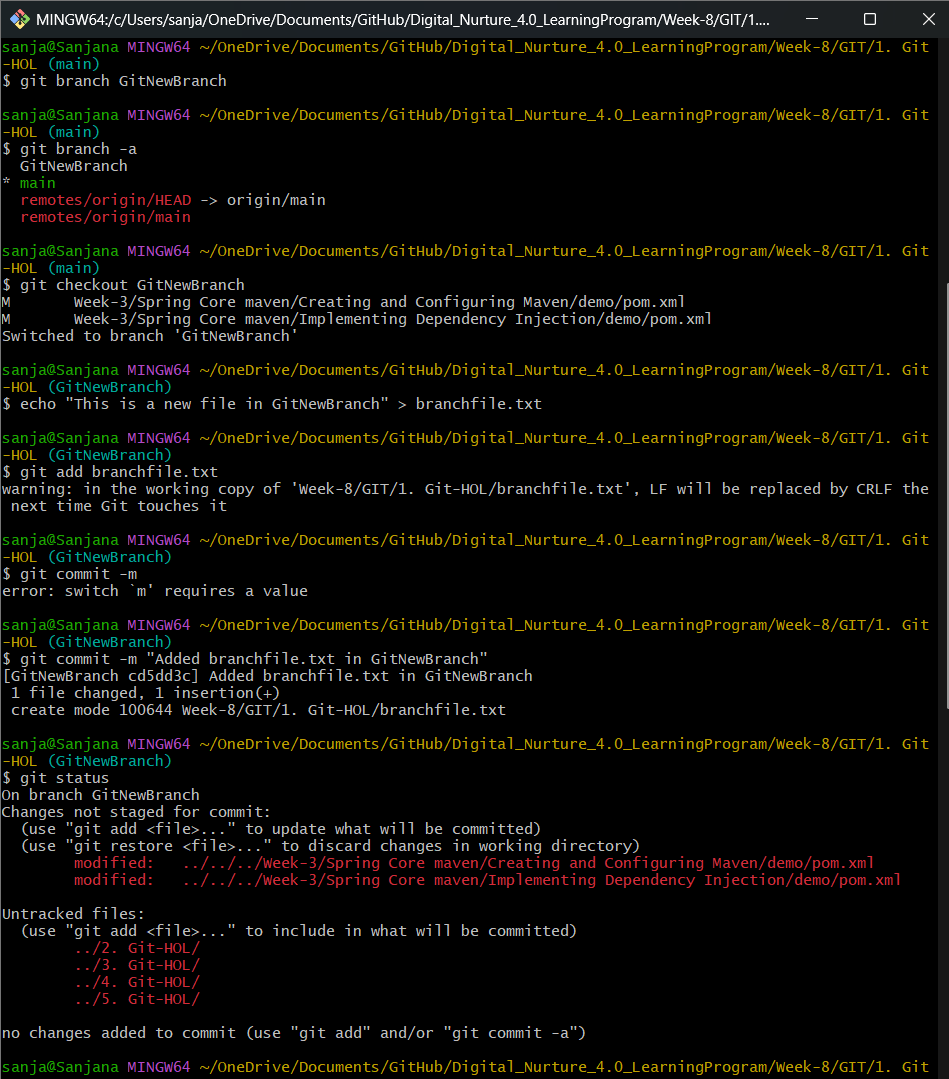 MINGW64:/c/Users/sanja/OneDrive/Documents/GitHub/Digital_Nurture_4.0_LearningProgram/Week-8/GIT/1....
sanja@Sanjana MINGW64 ~/OneDrive/Documents/GitHub/Digital_Nurture_4.0_LearningProgram/Week-8/GIT/1. Git
-HOL (main)
$ git branch GitNewBranch
sanja@Sanjana MINGW64 ~/OneDrive/Documents/GitHub/Digital_Nurture_4.0_LearningProgram/Week-8/GIT/1. Git
-HOL (main)
$ git branch -a
  GitNewBranch
* main
  remotes/origin/HEAD -> origin/main
  remotes/origin/main
sanja@Sanjana MINGW64 ~/OneDrive/Documents/GitHub/Digital_Nurture_4.0_LearningProgram/Week-8/GIT/1. Git
-HOL (main)
$ git checkout GitNewBranch
M       Week-3/Spring Core maven/Creating and Configuring Maven/demo/pom.xml
M       Week-3/Spring Core maven/Implementing Dependency Injection/demo/pom.xml
Switched to branch 'GitNewBranch'
sanja@Sanjana MINGW64 ~/OneDrive/Documents/GitHub/Digital_Nurture_4.0_LearningProgram/Week-8/GIT/1. Git
-HOL (GitNewBranch)
$ echo "This is a new file in GitNewBranch" > branchfile.txt
sanja@Sanjana MINGW64 ~/OneDrive/Documents/GitHub/Digital_Nurture_4.0_LearningProgram/Week-8/GIT/1. Git
-HOL (GitNewBranch)
$ git add branchfile.txt
warning: in the working copy of 'Week-8/GIT/1. Git-HOL/branchfile.txt', LF will be replaced by CRLF the
 next time Git touches it
sanja@Sanjana MINGW64 ~/OneDrive/Documents/GitHub/Digital_Nurture_4.0_LearningProgram/Week-8/GIT/1. Git
-HOL (GitNewBranch)
$ git commit -m
error: switch `m' requires a value
sanja@Sanjana MINGW64 ~/OneDrive/Documents/GitHub/Digital_Nurture_4.0_LearningProgram/Week-8/GIT/1. Git
-HOL (GitNewBranch)
$ git commit -m "Added branchfile.txt in GitNewBranch"
[GitNewBranch cd5dd3c] Added branchfile.txt in GitNewBranch
 1 file changed, 1 insertion(+)
 create mode 100644 Week-8/GIT/1. Git-HOL/branchfile.txt
sanja@Sanjana MINGW64 ~/OneDrive/Documents/GitHub/Digital_Nurture_4.0_LearningProgram/Week-8/GIT/1. Git
-HOL (GitNewBranch)
$ git status
On branch GitNewBranch
Changes not staged for commit:
  (use "git add <file>..." to update what will be committed)
  (use "git restore <file>..." to discard changes in working directory)
        modified:   ../../../Week-3/Spring Core maven/Creating and Configuring Maven/demo/pom.xml
        modified:   ../../../Week-3/Spring Core maven/Implementing Dependency Injection/demo/pom.xml
Untracked files:
  (use "git add <file>..." to include in what will be committed)
        ../2. Git-HOL/
        ../3. Git-HOL/
        ../4. Git-HOL/
        ../5. Git-HOL/
no changes added to commit (use "git add" and/or "git commit -a")
sanja@Sanjana MINGW64 ~/OneDrive/Documents/GitHub/Digital_Nurture_4.0_LearningProgram/Week-8/GIT/1. Git